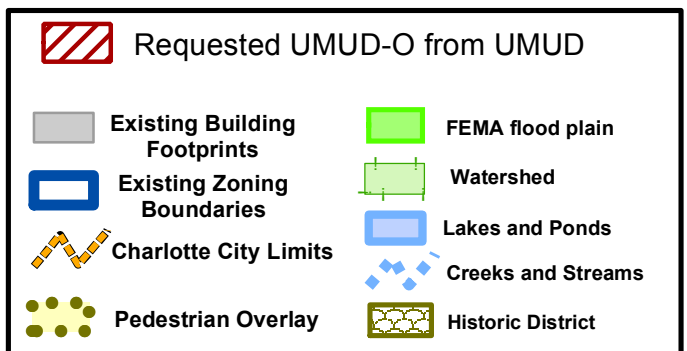 Requested UMUD-O from UMUD
Existing Building
Footprints
Existing Zoning
Boundaries
Charlotte City Limits
Pedestrian Overlay
FEMA flood plain
Watershed
Lakes and Ponds
Creeks and Streams
Historic District